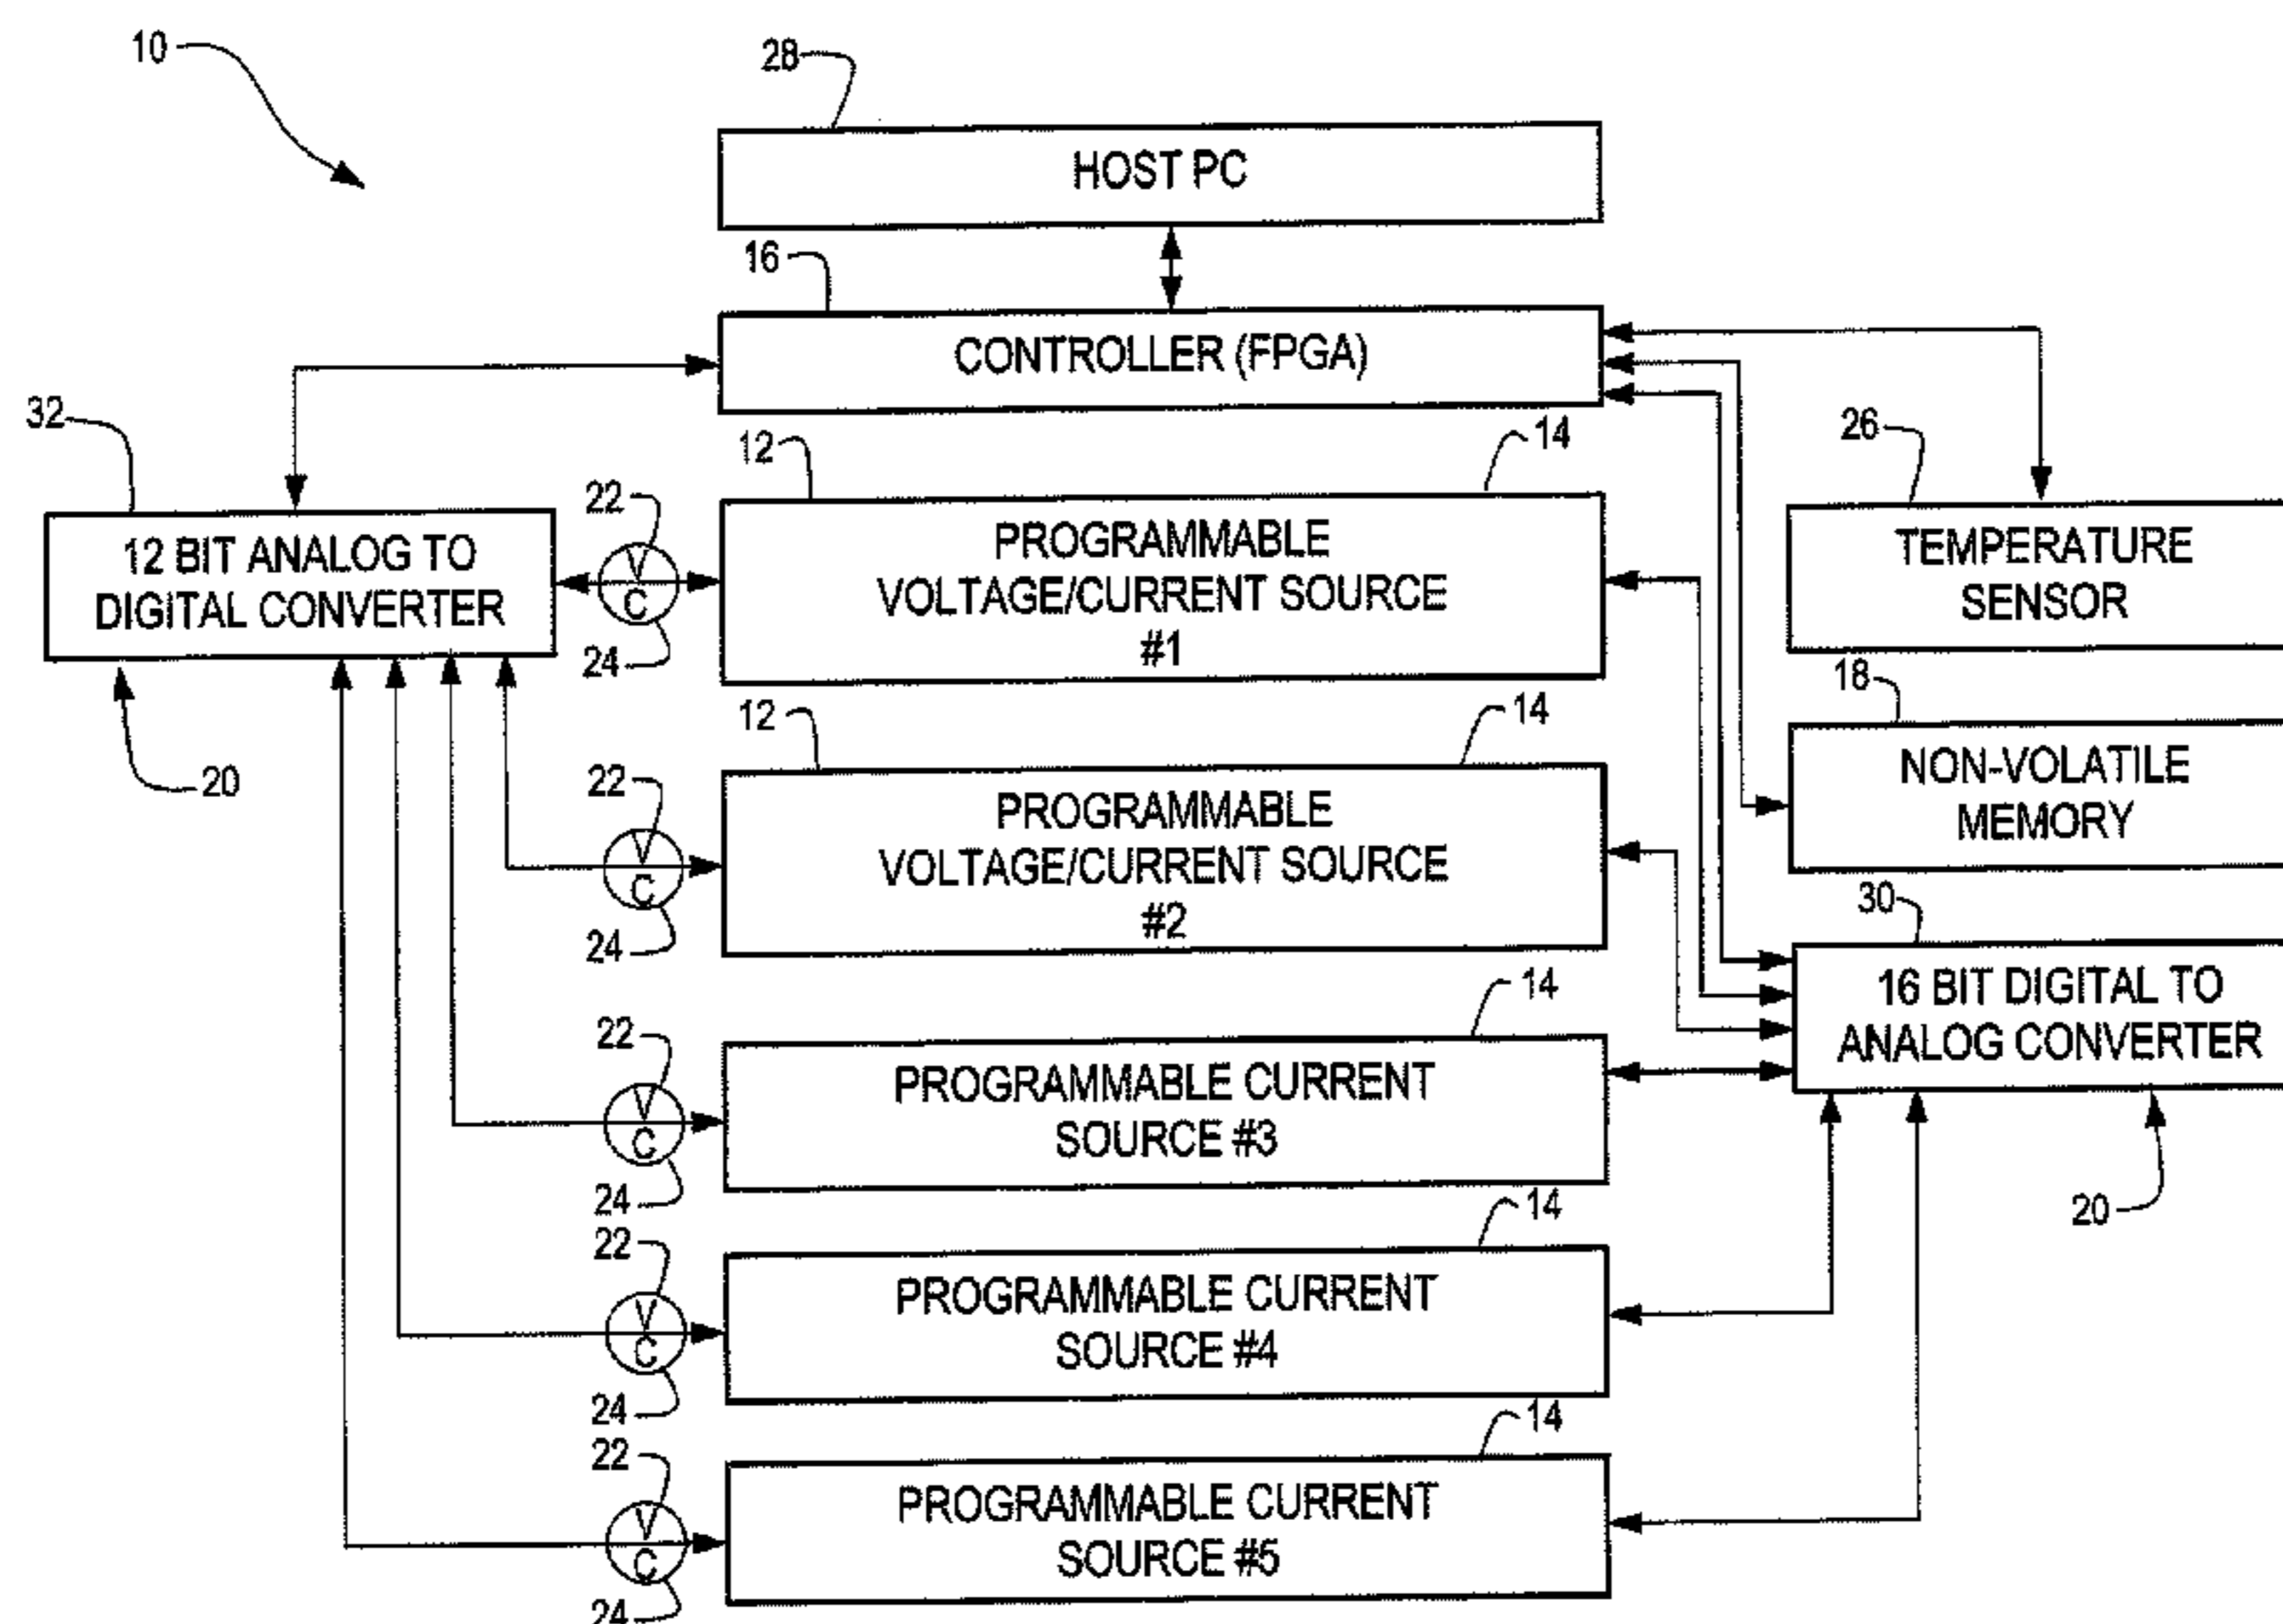 10
28
HOST PC
16
CONTROLLER (FPGA)
32
12
14
26
22
12 BIT ANALOG TO
DIGITAL CONVERTER
PROGRAMMABLE
VOLTAGE/CURRENT SOURCE
#1
TEMPERATURE
SENSOR
V
C
24
18
20
12
14
22
PROGRAMMABLE
VOLTAGE/CURRENT SOURCE
#2
NON-VOLATILE
MEMORY
V
C
24
30
14
22
16 BIT DIGITAL TO
ANALOG CONVERTER
PROGRAMMABLE CURRENT
SOURCE #3
V
C
24
14
20
22
PROGRAMMABLE CURRENT
SOURCE #4
V
C
24
14
22
PROGRAMMABLE CURRENT
SOURCE #5
V
C
24